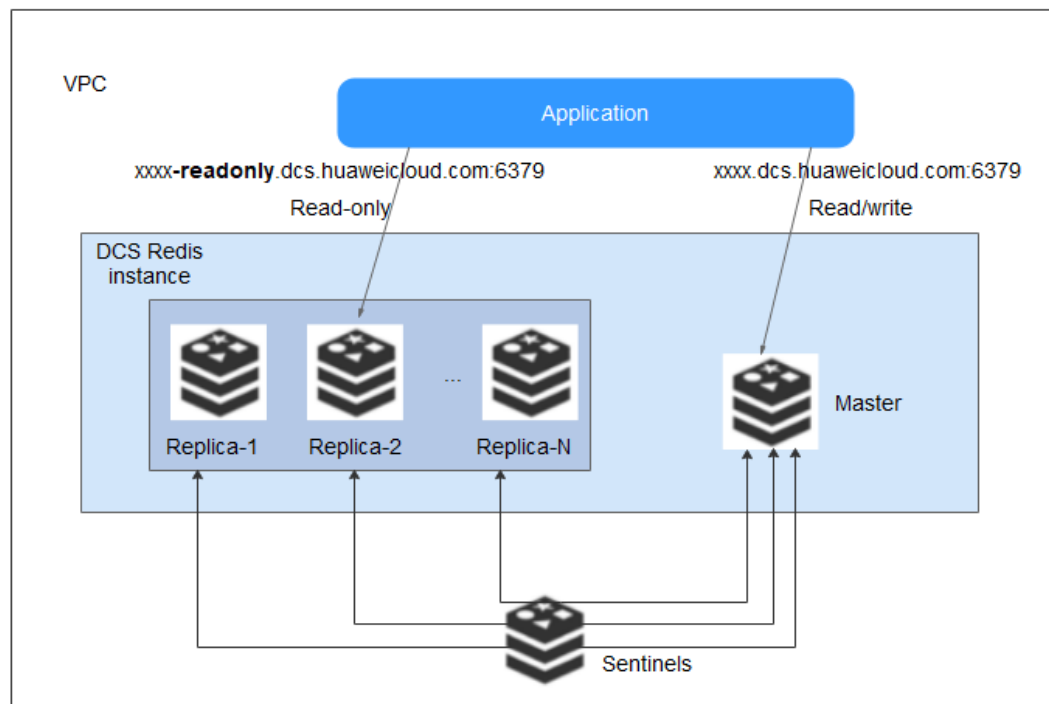 VPC
Application
xxxx-readonly.dcs.huaweicloud.com:6379
xxxx.dcs.huaweicloud.com:6379
Read-only
Read/write
DCS Redis
instance
...
Master
Replica-1
Replica-2
Replica-N
Sentinels